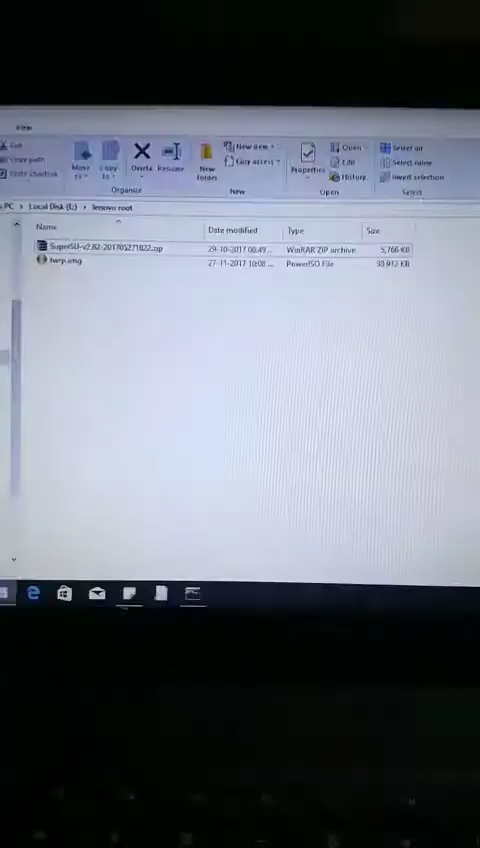 View
Cut
Copy path
Paste shortcut
Move to
Copy to
Delete
Rename
New folder
New item
Easy access
Properties
Open
Edit
History
Select all
Select none
Invert selection
Organize
New
Open
Select
PC > Local Disk (E:) > lenovo root
Name Date modified Type Size
SuperSU-v2.82-201705271822.zip 29-10-2017 08:49 ... WinRAR ZIP archive 5,766 KB
twrp.img 27-11-2017 10:08 ... PowerISO File 30,912 KB